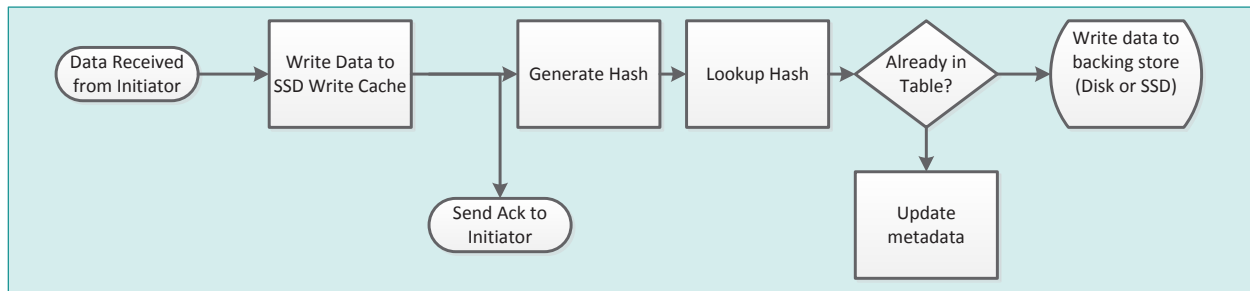 Data Received
from Initiator
Write Data to
SSD Write Cache
Generate Hash
Lookup Hash
Already in
Table?
Write data to
backing store
(Disk or SSD)
Send Ack to
Initiator
Update
metadata